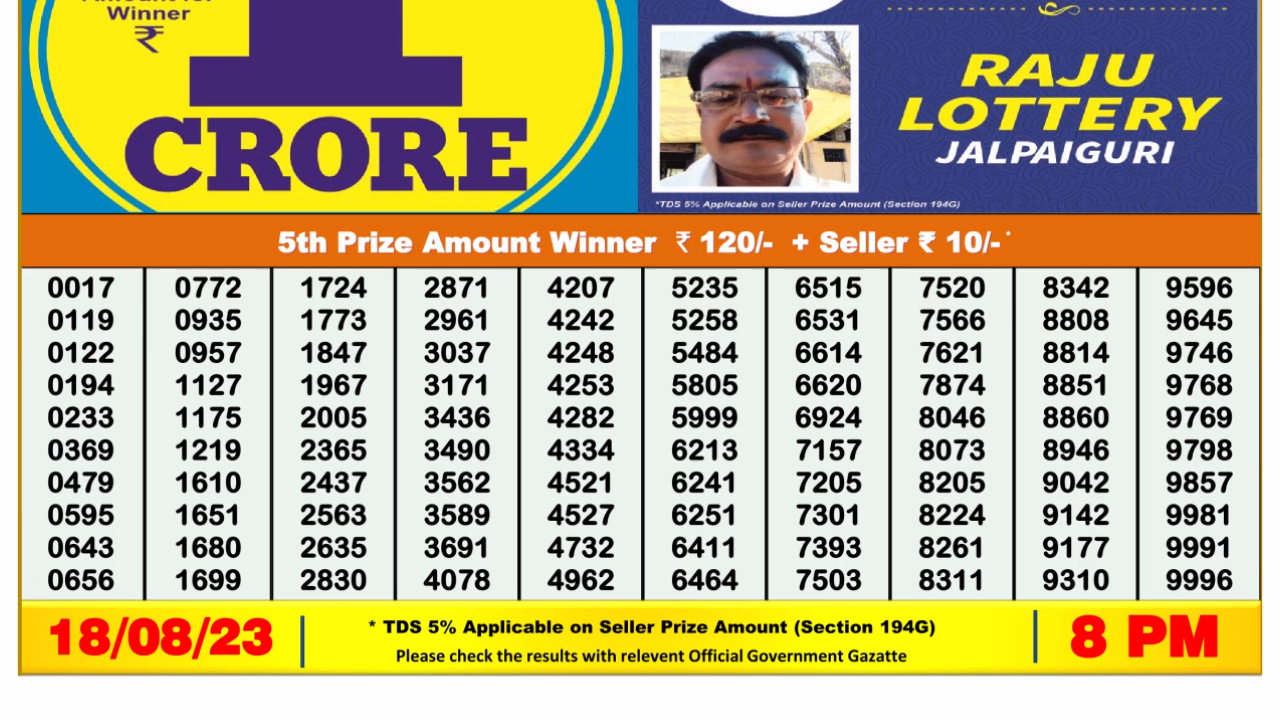 Amount for
Winner
₹
1
CRORE
RAJU
LOTTERY
JALPAIGURI
*TDS 5% Applicable on Seller Prize Amount (Section 194G)
5th Prize Amount Winner ₹ 120/- + Seller ₹ 10/-*
0017 0772 1724 2871 4207 5235 6515 7520 8342 9596
0119 0935 1773 2961 4242 5258 6531 7566 8808 9645
0122 0957 1847 3037 4248 5484 6614 7621 8814 9746
0194 1127 1967 3171 4253 5805 6620 7874 8851 9768
0233 1175 2005 3436 4282 5999 6924 8046 8860 9769
0369 1219 2365 3490 4334 6213 7157 8073 8946 9798
0479 1610 2437 3562 4521 6241 7205 8205 9042 9857
0595 1651 2563 3589 4527 6251 7301 8224 9142 9981
0643 1680 2635 3691 4732 6411 7393 8261 9177 9991
0656 1699 2830 4078 4962 6464 7503 8311 9310 9996
18/08/23
* TDS 5% Applicable on Seller Prize Amount (Section 194G)
Please check the results with relevent Official Government Gazatte
8 PM